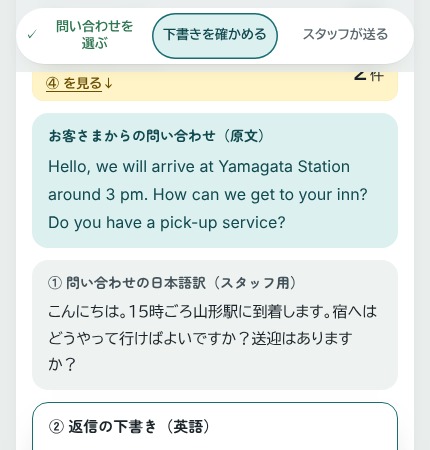 ✓ 問い合わせを
選ぶ
下書きを確かめる
スタッフが送る
④ を見る↓
2件
お客さまからの問い合わせ（原文）
Hello, we will arrive at Yamagata Station
around 3 pm. How can we get to your inn?
Do you have a pick-up service?
① 問い合わせの日本語訳（スタッフ用）
こんにちは。15時ごろ山形駅に到着します。宿へは
どうやって行けばよいですか？送迎はあります
か？
② 返信の下書き（英語）